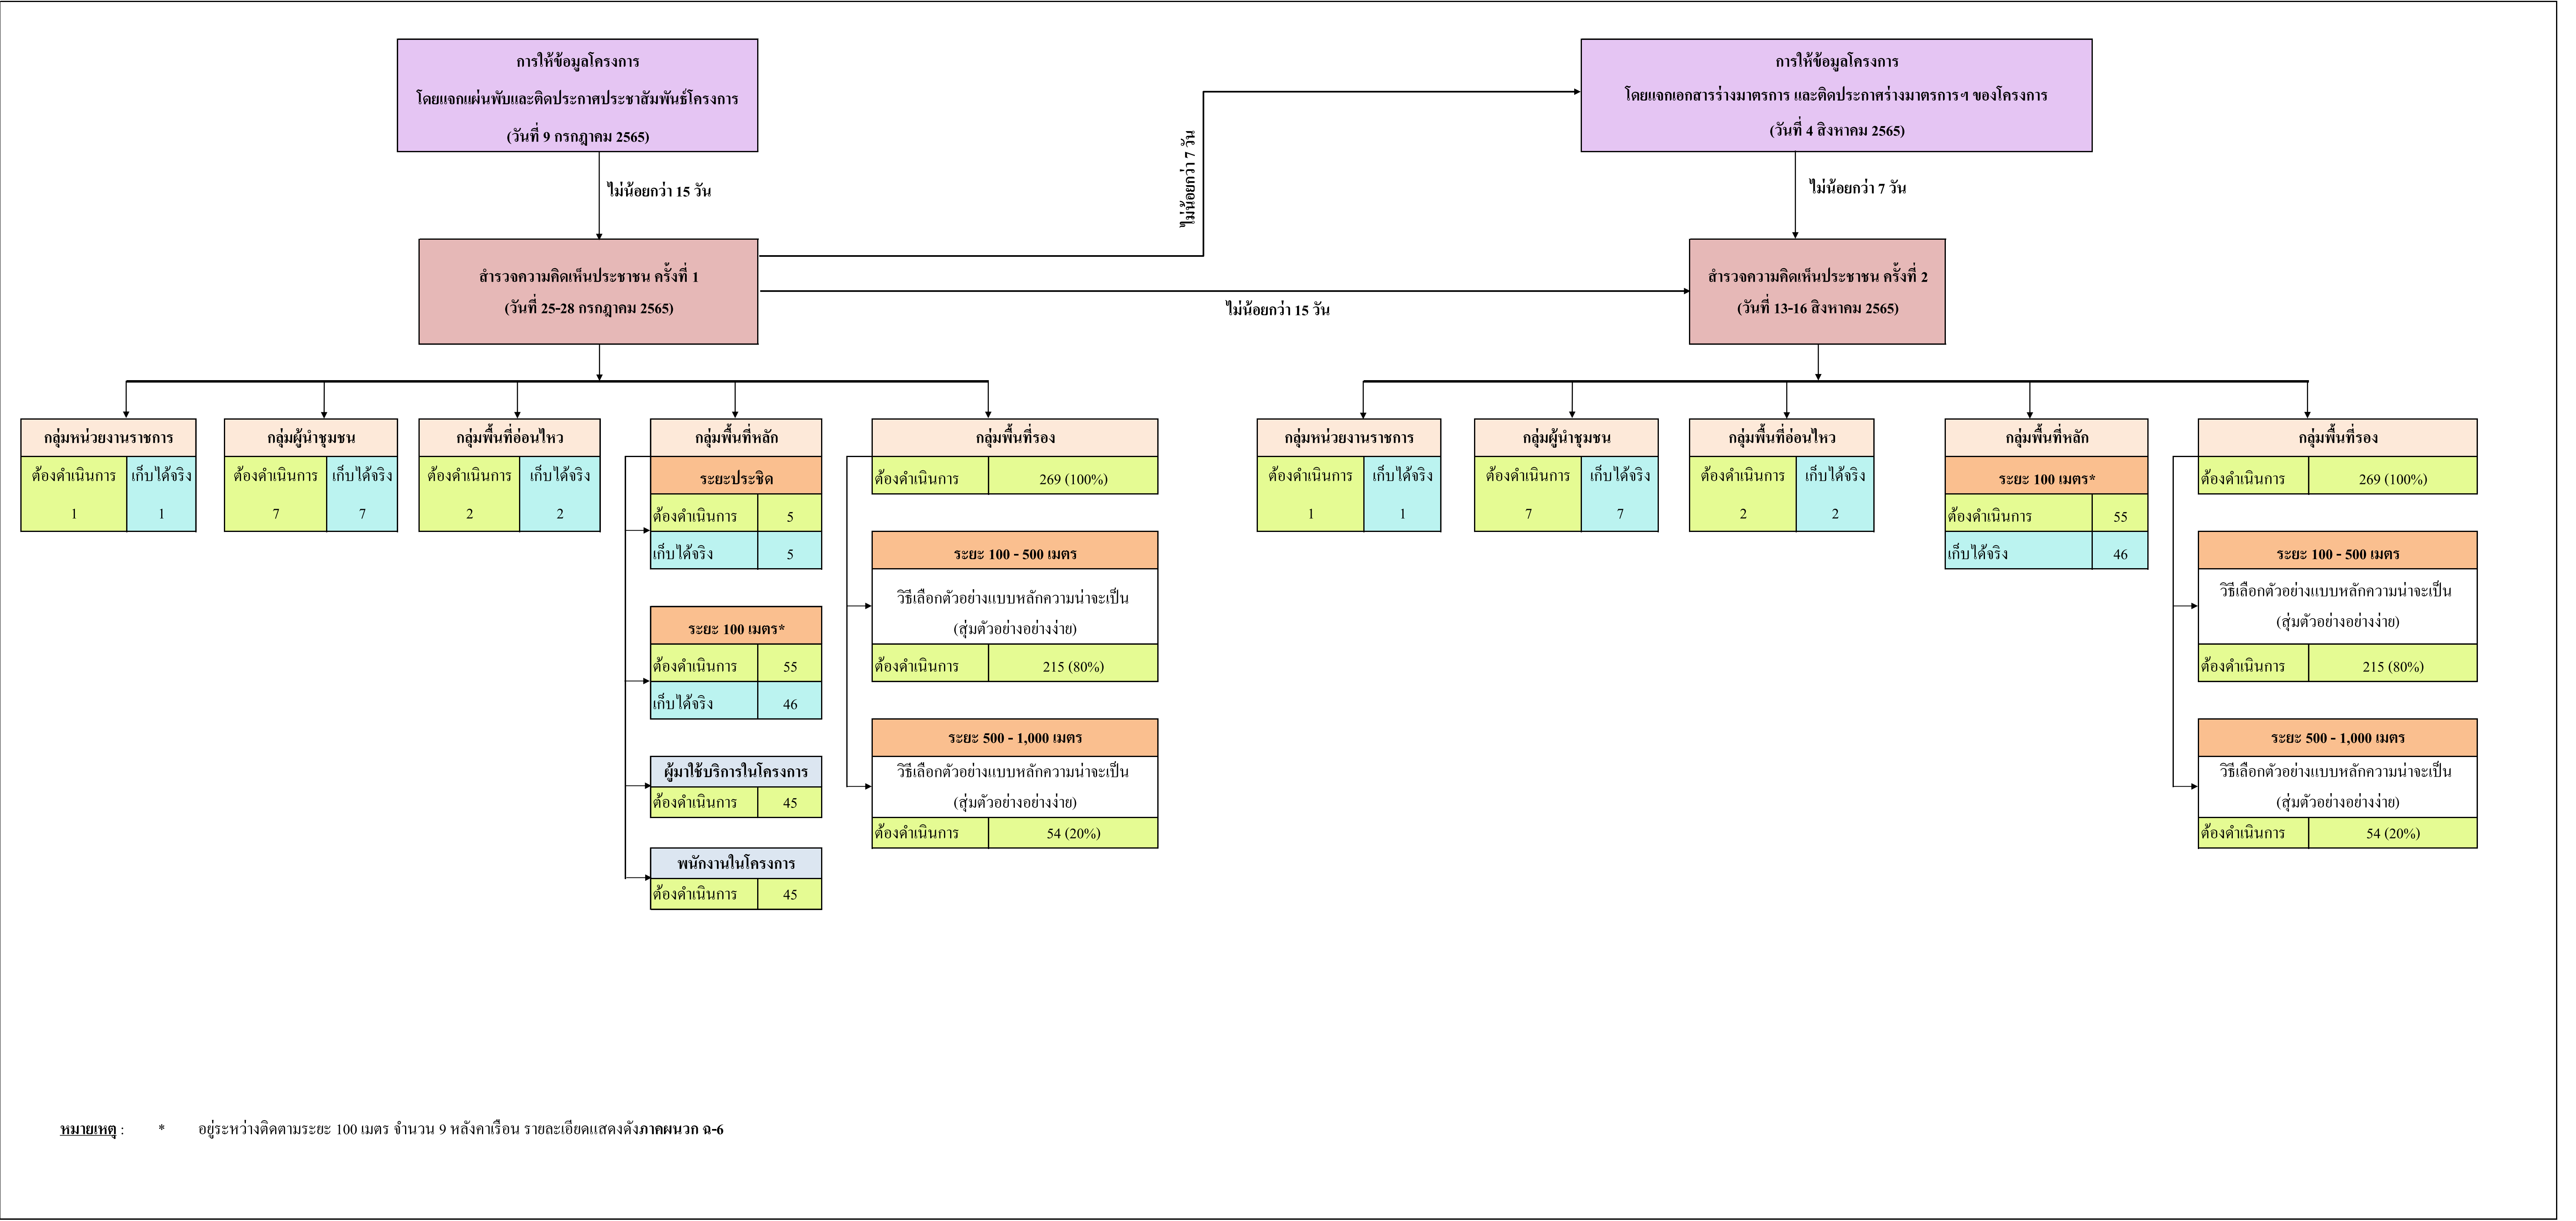 การให้ข้อมูลโครงการ
โดยแจกแผ่นพับและติดประกาศประชาสัมพันธ์โครงการ
(วันที่ 9 กรกฎาคม 2565)
การให้ข้อมูลโครงการ
โดยแจกเอกสารร่างมาตรการ และติดประกาศร่างมาตรการฯ ของโครงการ
(วันที่ 4 สิงหาคม 2565)
ไม่น้อยกว่า 15 วัน
ไม่น้อยกว่า 7 วัน
ไม่น้อยกว่า 7 วัน
สำรวจความคิดเห็นประชาชน ครั้งที่ 1
(วันที่ 25-28 กรกฎาคม 2565)
ไม่น้อยกว่า 15 วัน
สำรวจความคิดเห็นประชาชน ครั้งที่ 2
(วันที่ 13-16 สิงหาคม 2565)
กลุ่มหน่วยงานราชการ
ต้องดำเนินการ เก็บได้จริง
1 1
กลุ่มผู้นำชุมชน
ต้องดำเนินการ เก็บได้จริง
7 7
กลุ่มพื้นที่อ่อนไหว
ต้องดำเนินการ เก็บได้จริง
2 2
กลุ่มพื้นที่หลัก
ระยะประชิด
ต้องดำเนินการ 5
เก็บได้จริง 5
ระยะ 100 เมตร*
ต้องดำเนินการ 55
เก็บได้จริง 46
ผู้มาใช้บริการในโครงการ
ต้องดำเนินการ 45
พนักงานในโครงการ
ต้องดำเนินการ 45
กลุ่มพื้นที่รอง
ต้องดำเนินการ 269 (100%)
ระยะ 100 - 500 เมตร
วิธีเลือกตัวอย่างแบบหลักความน่าจะเป็น
(สุ่มตัวอย่างอย่างง่าย)
ต้องดำเนินการ 215 (80%)
ระยะ 500 - 1,000 เมตร
วิธีเลือกตัวอย่างแบบหลักความน่าจะเป็น
(สุ่มตัวอย่างอย่างง่าย)
ต้องดำเนินการ 54 (20%)
กลุ่มหน่วยงานราชการ
ต้องดำเนินการ เก็บได้จริง
1 1
กลุ่มผู้นำชุมชน
ต้องดำเนินการ เก็บได้จริง
7 7
กลุ่มพื้นที่อ่อนไหว
ต้องดำเนินการ เก็บได้จริง
2 2
กลุ่มพื้นที่หลัก
ระยะ 100 เมตร*
ต้องดำเนินการ 55
เก็บได้จริง 46
กลุ่มพื้นที่รอง
ต้องดำเนินการ 269 (100%)
ระยะ 100 - 500 เมตร
วิธีเลือกตัวอย่างแบบหลักความน่าจะเป็น
(สุ่มตัวอย่างอย่างง่าย)
ต้องดำเนินการ 215 (80%)
ระยะ 500 - 1,000 เมตร
วิธีเลือกตัวอย่างแบบหลักความน่าจะเป็น
(สุ่มตัวอย่างอย่างง่าย)
ต้องดำเนินการ 54 (20%)
หมายเหตุ : * อยู่ระหว่างติดตามระยะ 100 เมตร จำนวน 9 หลังคาเรือน รายละเอียดแสดงดังภาคผนวก ฉ-6